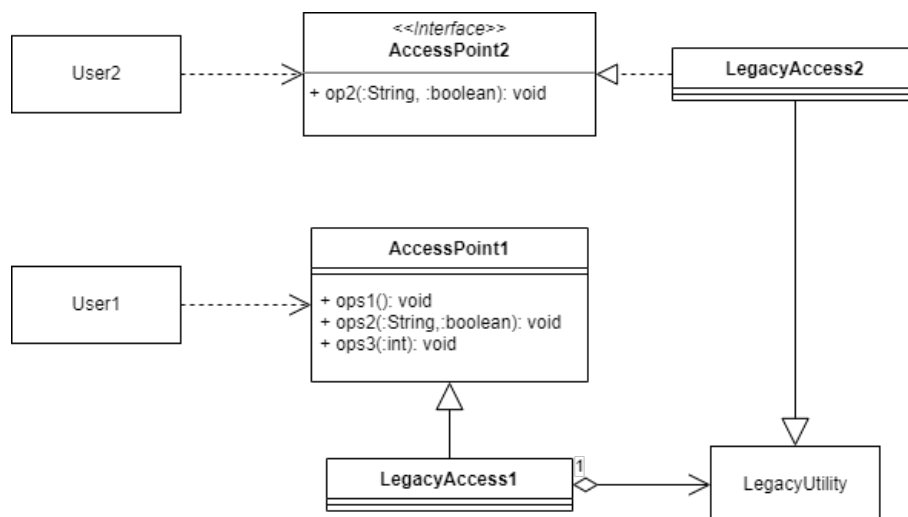 User2
<<Interface>>
AccessPoint2
+ op2(:String, :boolean): void
LegacyAccess2
User1
AccessPoint1
+ ops1(): void
+ ops2(:String,:boolean): void
+ ops3(:int): void
LegacyAccess1
1
LegacyUtility